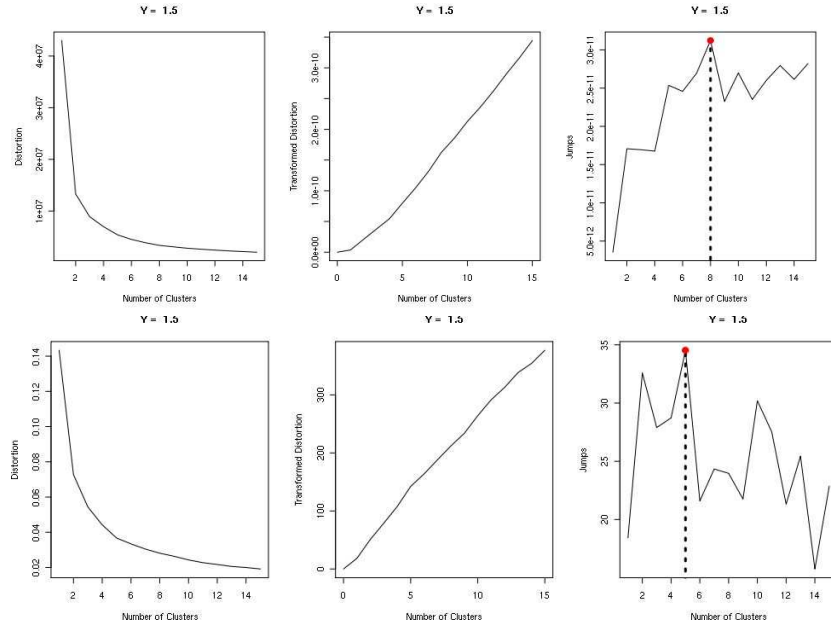 Y = 1.5
Distortion
1e+07 2e+07 3e+07 4e+07
2 4 6 8 10 12 14
Number of Clusters
Y = 1.5
Transformed Distortion
0.0e+00 1.0e-10 2.0e-10 3.0e-10
0 5 10 15
Number of Clusters
Y = 1.5
Jumps
5.0e-12 1.0e-11 1.5e-11 2.0e-11 2.5e-11 3.0e-11
2 4 6 8 10 12 14
Number of Clusters
Y = 1.5
Distortion
0.02 0.04 0.06 0.08 0.10 0.12 0.14
2 4 6 8 10 12 14
Number of Clusters
Y = 1.5
Transformed Distortion
0 100 200 300
0 5 10 15
Number of Clusters
Y = 1.5
Jumps
20 25 30 35
2 4 6 8 10 12 14
Number of Clusters